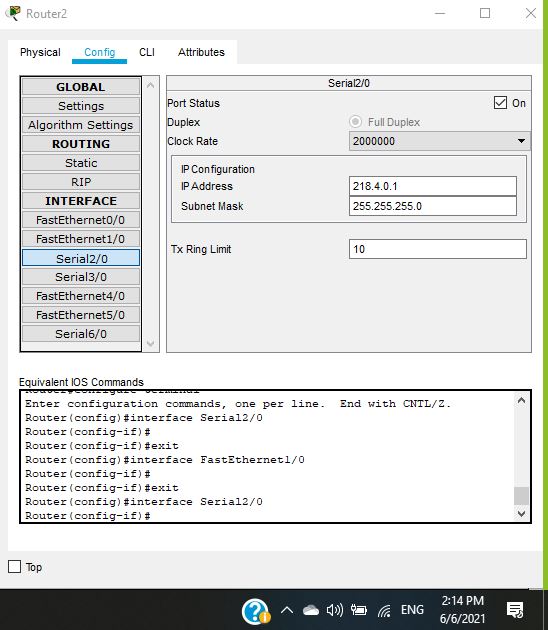 Router2
Physical Config CLI Attributes
GLOBAL
Settings
Algorithm Settings
ROUTING
Static
RIP
INTERFACE
FastEthernet0/0
FastEthernet1/0
Serial2/0
Serial3/0
FastEthernet4/0
FastEthernet5/0
Serial6/0
Serial2/0
Port Status On
Duplex Full Duplex
Clock Rate 2000000
IP Configuration
IP Address 218.4.0.1
Subnet Mask 255.255.255.0
Tx Ring Limit 10
Equivalent IOS Commands
Router#configure terminal
Enter configuration commands, one per line. End with CNTL/Z.
Router(config)#interface Serial2/0
Router(config-if)#
Router(config-if)#exit
Router(config)#interface FastEthernet1/0
Router(config-if)#
Router(config-if)#exit
Router(config)#interface Serial2/0
Router(config-if)#
Top
ENG
2:14 PM
6/6/2021